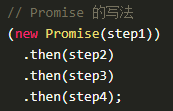 // Promise 的写法
(new Promise(step1))
  .then(step2)
  .then(step3)
  .then(step4);